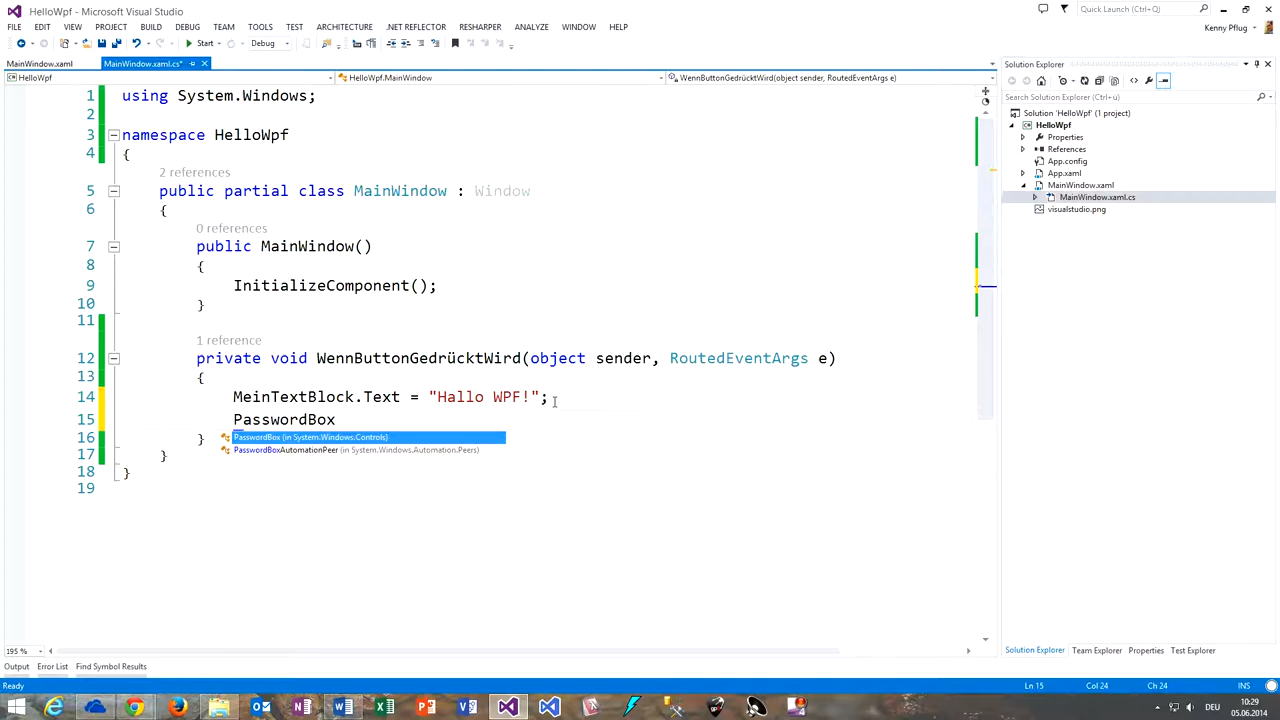 HelloWpf - Microsoft Visual Studio
Quick Launch (Ctrl+Q)
FILE EDIT VIEW PROJECT BUILD DEBUG TEAM TOOLS TEST ARCHITECTURE .NET REFLECTOR RESHARPER ANALYZE WINDOW HELP
Kenny Pflug
Start Debug
MainWindow.xaml MainWindow.xaml.cs*
HelloWpf HelloWpf.MainWindow WennButtonGedrücktWird(object sender, RoutedEventArgs e)
1 using System.Windows;
2
3 namespace HelloWpf
4 {
2 references
5 public partial class MainWindow : Window
6 {
0 references
7 public MainWindow()
8 {
9 InitializeComponent();
10 }
11
1 reference
12 private void WennButtonGedrücktWird(object sender, RoutedEventArgs e)
13 {
14 MeinTextBlock.Text = "Hallo WPF!";
15 PasswordBox
PasswordBox (in System.Windows.Controls)
16 }
PasswordBoxAutomationPeer (in System.Windows.Automation.Peers)
17 }
18 }
19
195 %
Output Error List Find Symbol Results
Solution Explorer
Search Solution Explorer (Ctrl+ü)
Solution 'HelloWpf' (1 project)
HelloWpf
Properties
References
App.config
App.xaml
MainWindow.xaml
MainWindow.xaml.cs
visualstudio.png
Solution Explorer Team Explorer Properties Test Explorer
Ready Ln 15 Col 24 Ch 24 INS
DEU
10:29
05.06.2014